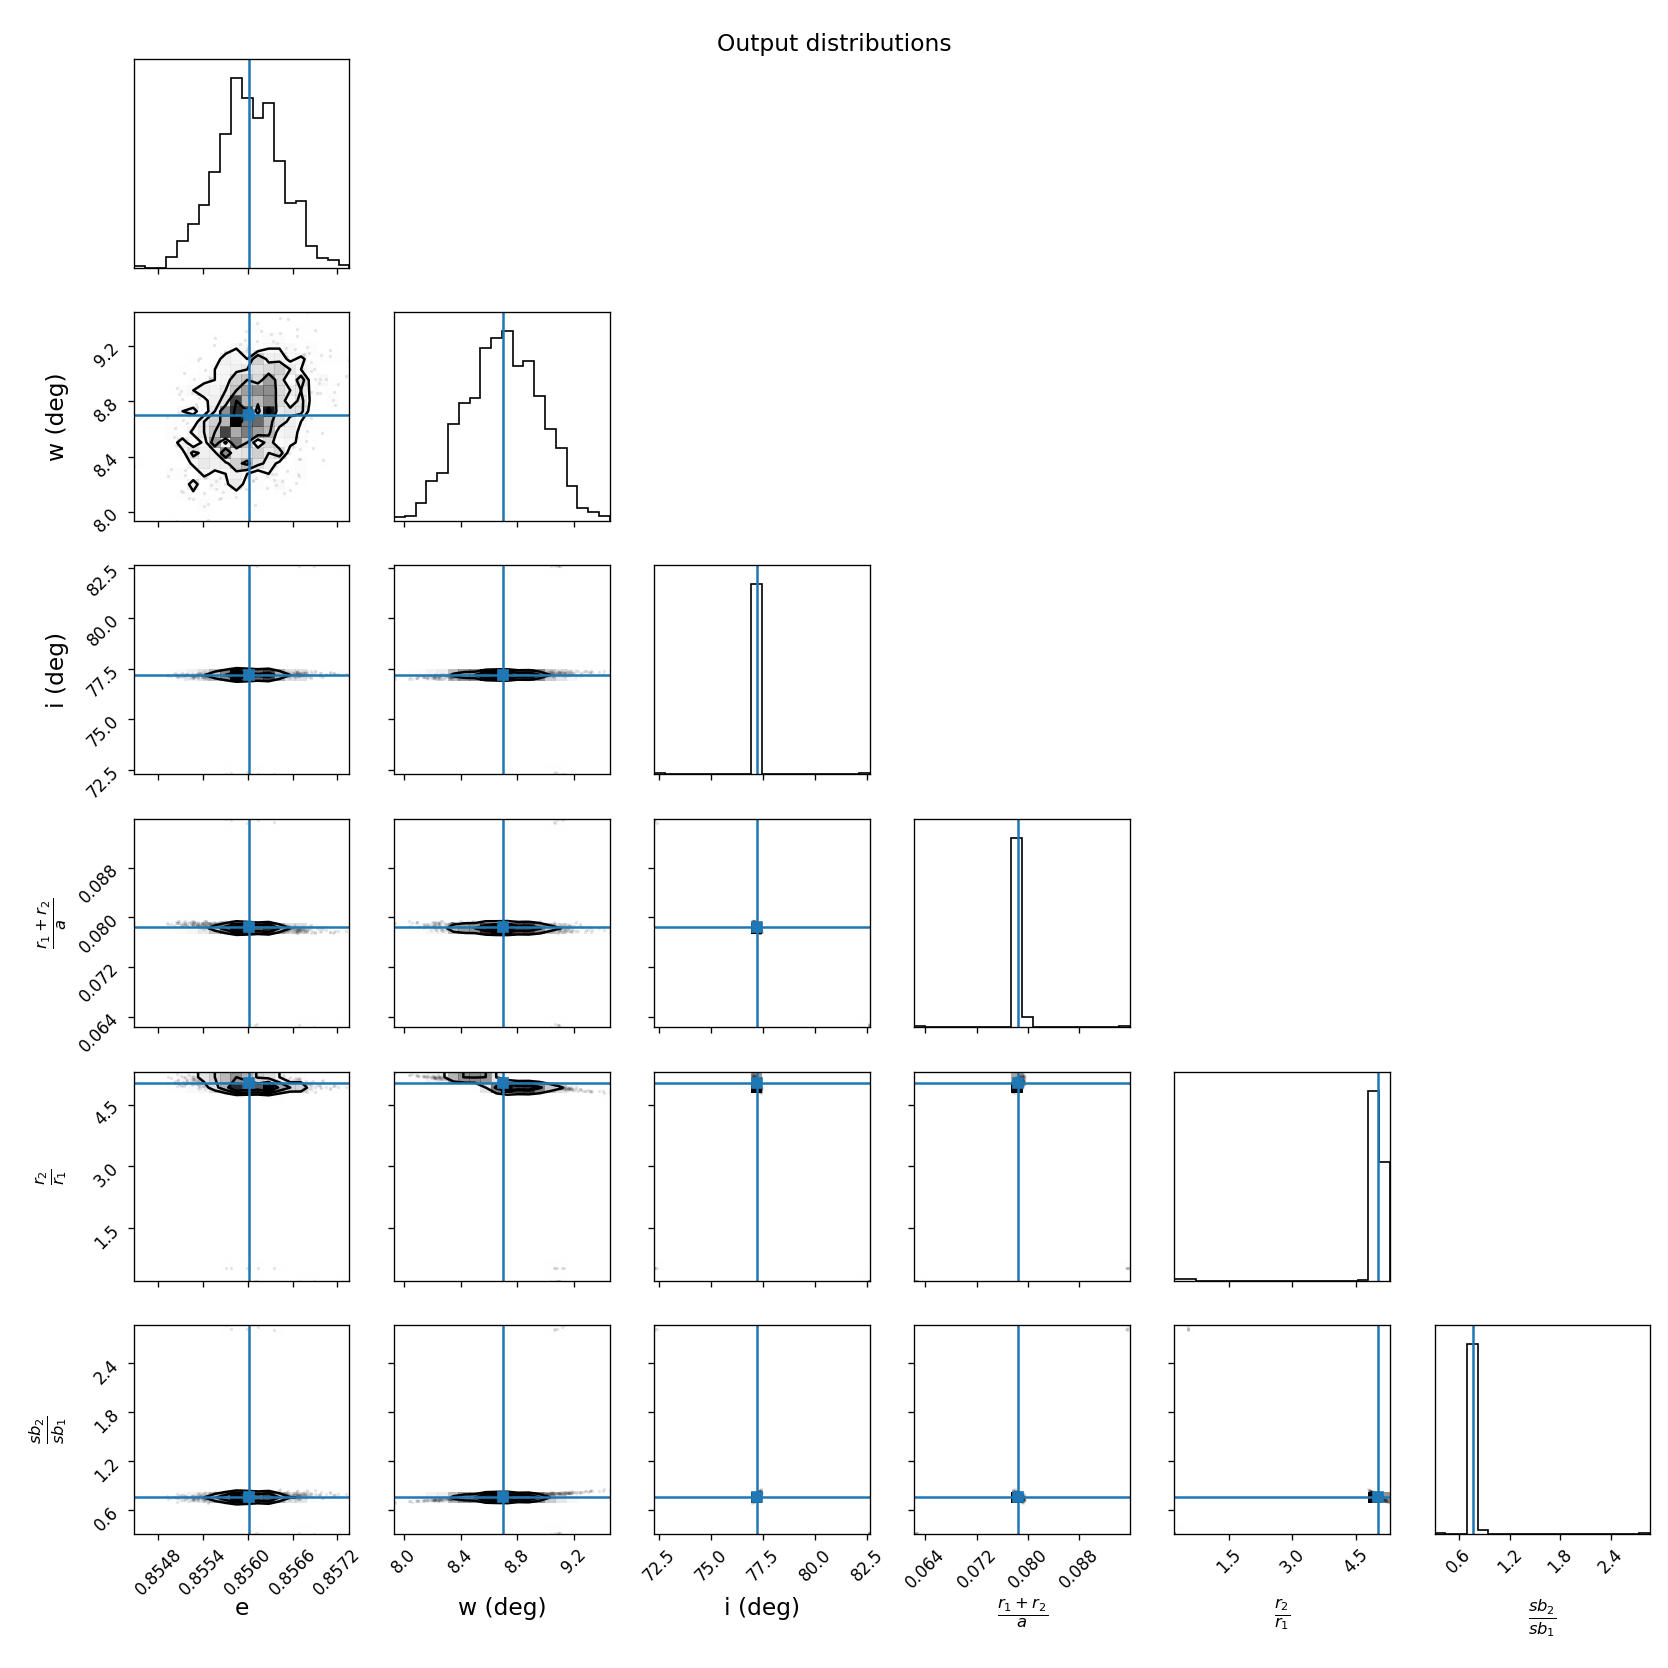 Output distributions
w (deg)
9.2
8.8
8.4
8.0
i (deg)
82.5
80.0
77.5
75.0
72.5
r₁ + r₂
a
0.088
0.080
0.072
0.064
r₂
r₁
4.5
3.0
1.5
sb₂
sb₁
2.4
1.8
1.2
0.6
0.8548 0.8554 0.8560 0.8566 0.8572 8.0 8.4 8.8 9.2 72.5 75.0 77.5 80.0 82.5 0.064 0.072 0.080 0.088 1.5 3.0 4.5 0.6 1.2 1.8 2.4
e w (deg) i (deg)
r₁ + r₂
a
r₂
r₁
sb₂
sb₁